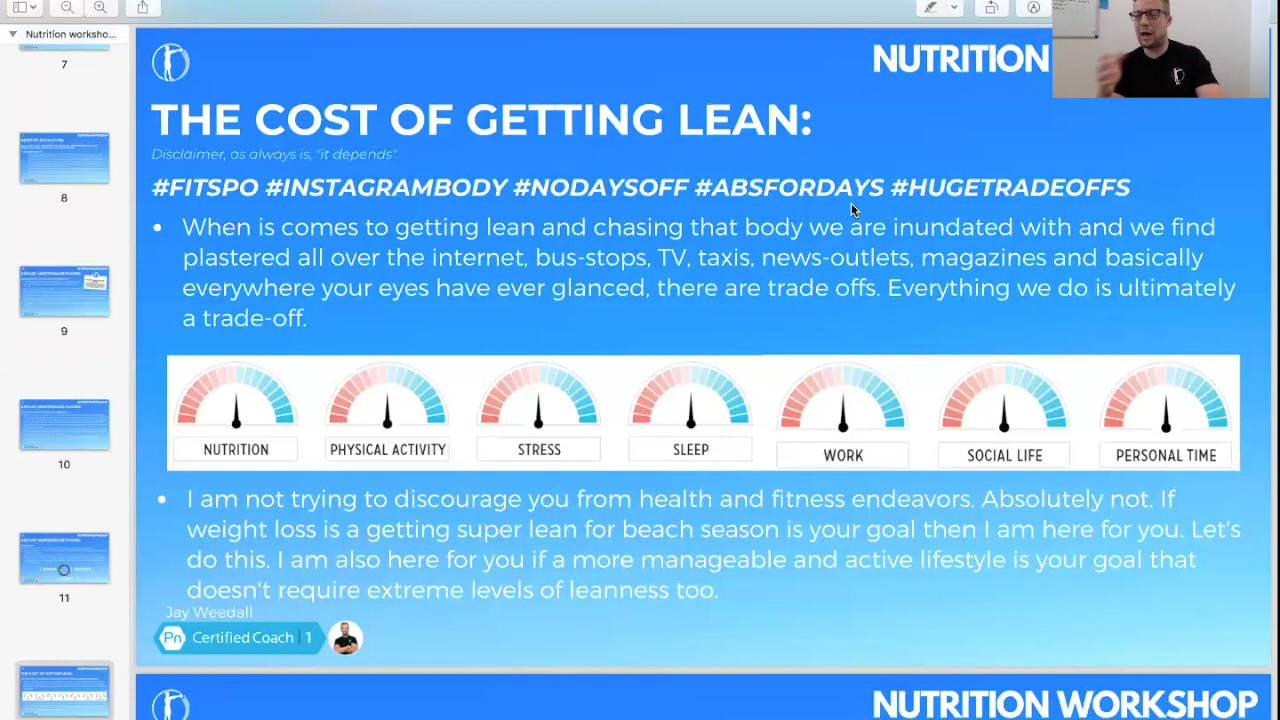 Nutrition worksho...
7
8
9
10
11
NUTRITION
THE COST OF GETTING LEAN:
Disclaimer, as always is, "it depends"
#FITSPO #INSTAGRAMBODY #NODAYSOFF #ABSFORDAYS #HUGETRADEOFFS
• When is comes to getting lean and chasing that body we are inundated with and we find
plastered all over the internet, bus-stops, TV, taxis, news-outlets, magazines and basically
everywhere your eyes have ever glanced, there are trade offs. Everything we do is ultimately
a trade-off.
NUTRITION PHYSICAL ACTIVITY STRESS SLEEP WORK SOCIAL LIFE PERSONAL TIME
• I am not trying to discourage you from health and fitness endeavors. Absolutely not. If
weight loss is a getting super lean for beach season is your goal then I am here for you. Let's
do this. I am also here for you if a more manageable and active lifestyle is your goal that
doesn't require extreme levels of leanness too.
Jay Weedall
Pn Certified Coach | 1
NUTRITION WORKSHOP